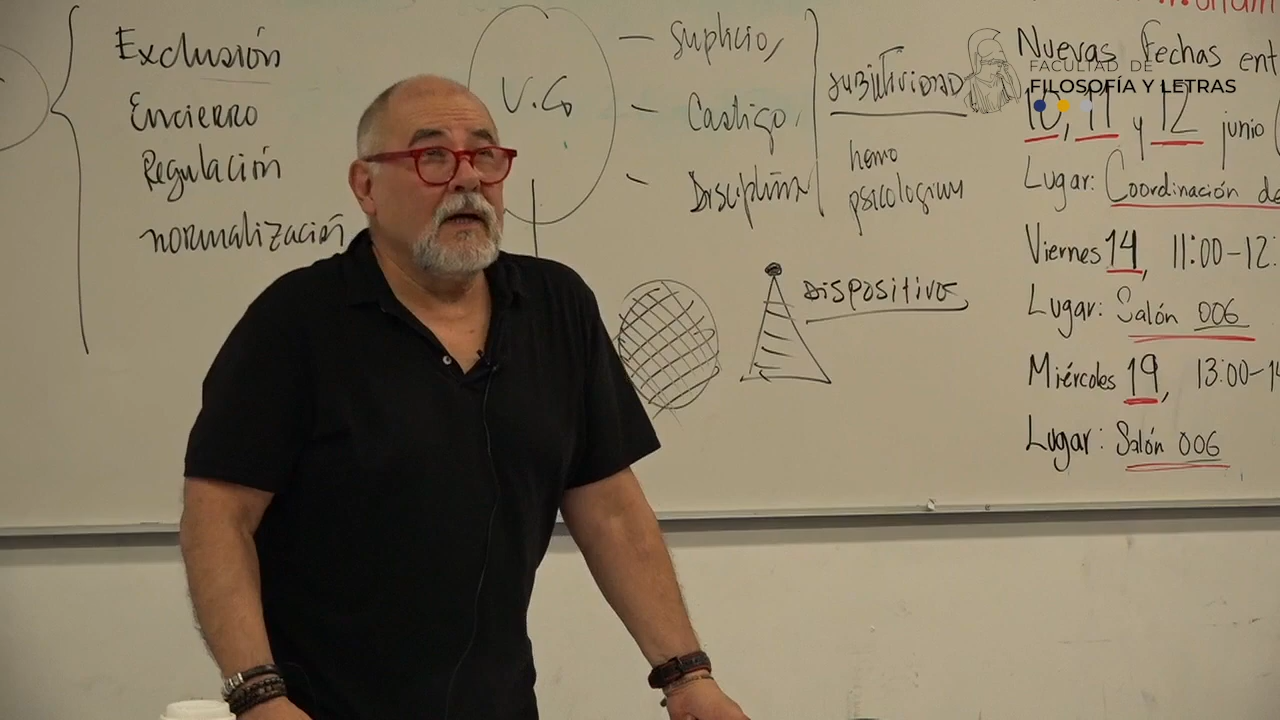 Exclusión
Encierro
Regulación
normalización
V.C
– Suplicio,
– Castigo,
– Disciplina
subjetividad
homo
psicologicum
Dispositivo
Nuevas fechas ent
10, 11 y 12 junio (
Lugar: Coordinación de
Viernes 14, 11:00–12:
Lugar: Salón 006
Miércoles 19, 13:00–1
Lugar: Salón 006
FACULTAD DE
FILOSOFÍA Y LETRAS